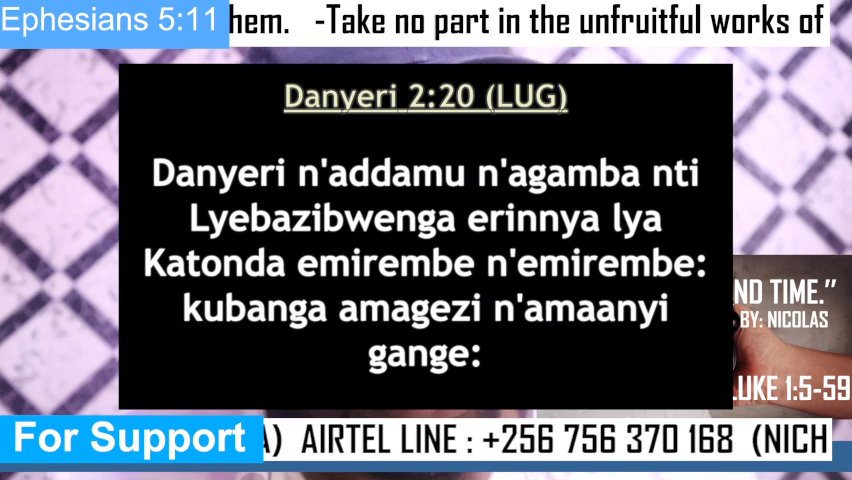 Ephesians 5:11
hem. -Take no part in the unfruitful works of
Danyeri 2:20 (LUG)
Danyeri n'addamu n'agamba nti
Lyebazibwenga erinnya lya
Katonda emirembe n'emirembe:
kubanga amagezi n'amaanyi
gange:
ND TIME.”
BY: NICOLAS
LUKE 1:5-59
For Support
A) AIRTEL LINE : +256 756 370 168 (NICH